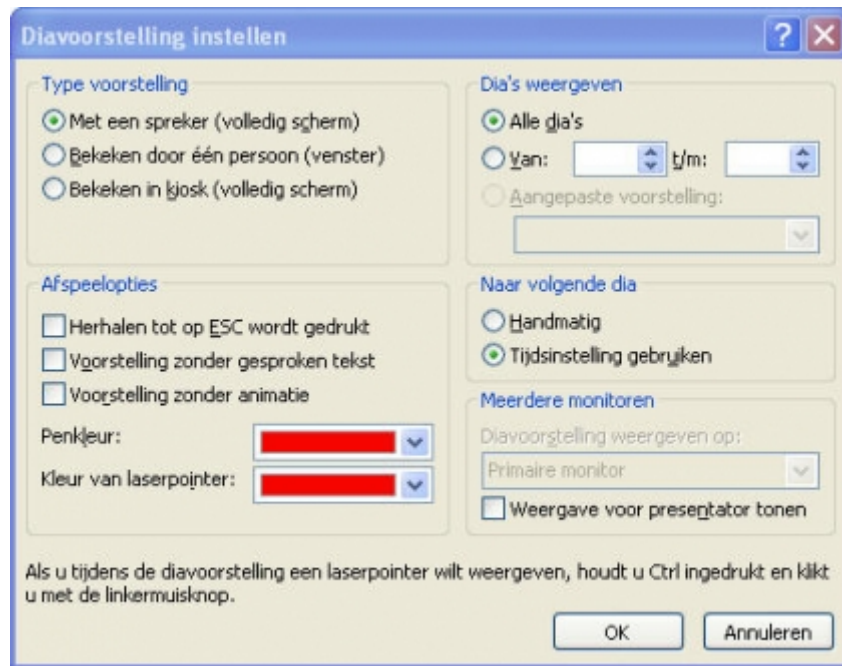 Diavoorstelling instellen
Type voorstelling
Met een spreker (volledig scherm)
Bekeken door één persoon (venster)
Bekeken in kiosk (volledig scherm)
Dia's weergeven
Alle dia's
Van: t/m:
Aangepaste voorstelling:
Afspeelopties
Herhalen tot op ESC wordt gedrukt
Voorstelling zonder gesproken tekst
Voorstelling zonder animatie
Penkleur:
Kleur van laserpointer:
Naar volgende dia
Handmatig
Tijdsinstelling gebruiken
Meerdere monitoren
Diavoorstelling weergeven op:
Primaire monitor
Weergave voor presentator tonen
Als u tijdens de diavoorstelling een laserpointer wilt weergeven, houdt u Ctrl ingedrukt en klikt
u met de linkermuisknop.
OK Annuleren